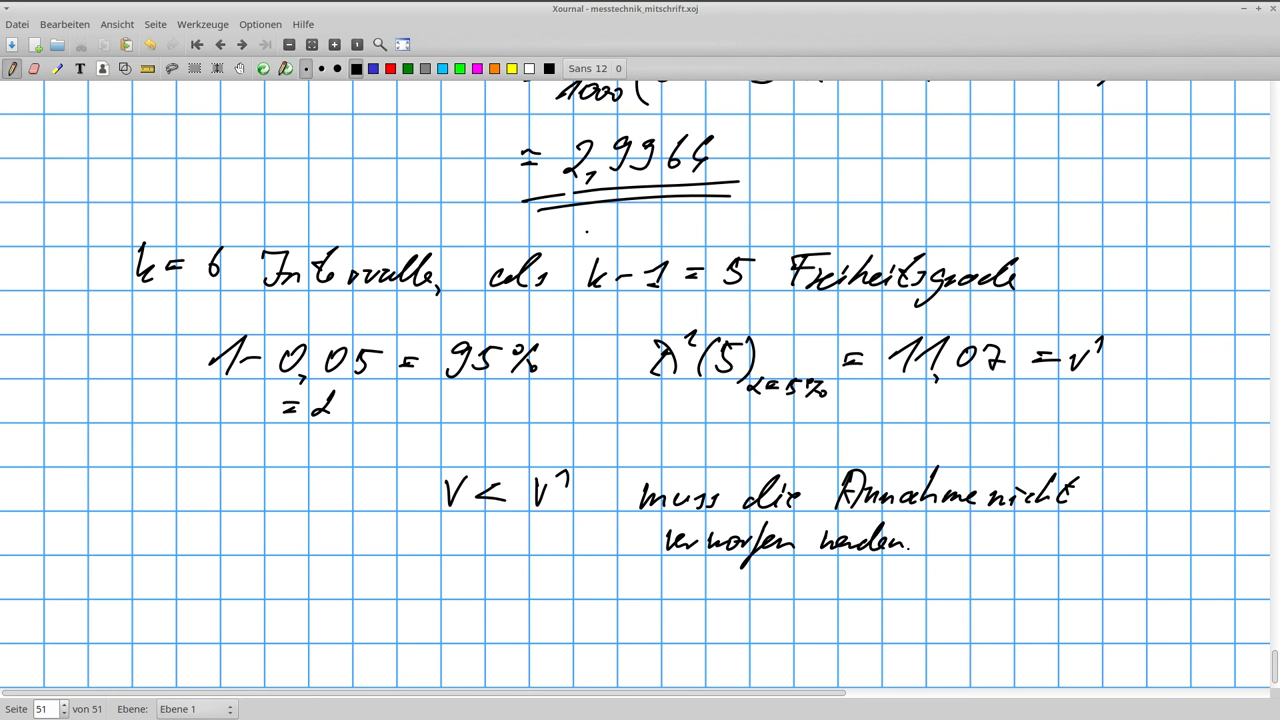 Xournal - messtechnik_mitschrift.xoj
Datei Bearbeiten Ansicht Seite Werkzeuge Optionen Hilfe
Sans 12 0
1000 (
= 2,9964
k = 6 Intervalle, als k - 1 = 5 Freiheitsgrade
1 - 0,05 = 95% χ²(5) α=5% = 11,07 = v'
= α
V < V' muss die Annahme nicht
verworfen werden.
Seite 51 von 51 Ebene: Ebene 1